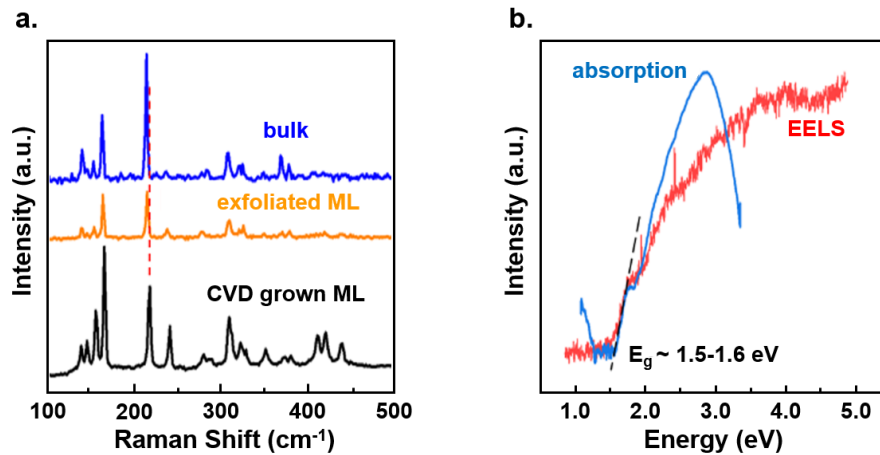 a.
Intensity (a.u.)
bulk
exfoliated ML
CVD grown ML
100 200 300 400 500
Raman Shift (cm⁻¹)
b.
Intensity (a.u.)
absorption
EELS
E_g ~ 1.5-1.6 eV
1.0 2.0 3.0 4.0 5.0
Energy (eV)